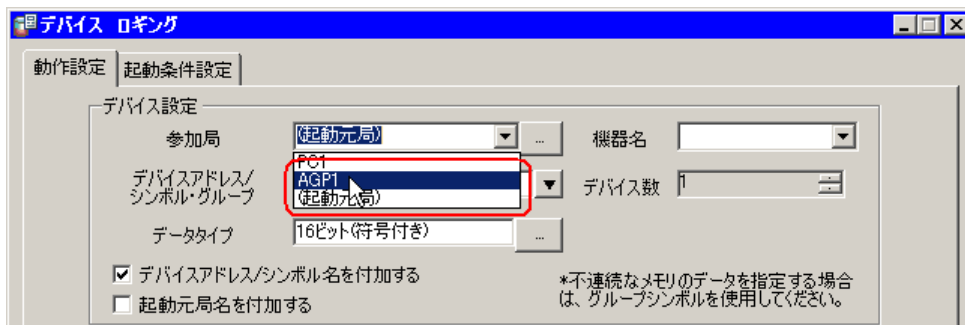 デバイス ロギング
動作設定 起動条件設定
デバイス設定
参加局 (起動元局) ... 機器名
PC1
AGP1
(起動元局)
デバイスアドレス/
シンボル・グループ
デバイス数 1
データタイプ 16ビット(符号付き) ...
デバイスアドレス/シンボル名を付加する
起動元局名を付加する
*不連続なメモリのデータを指定する場合
は、グループシンボルを使用してください。